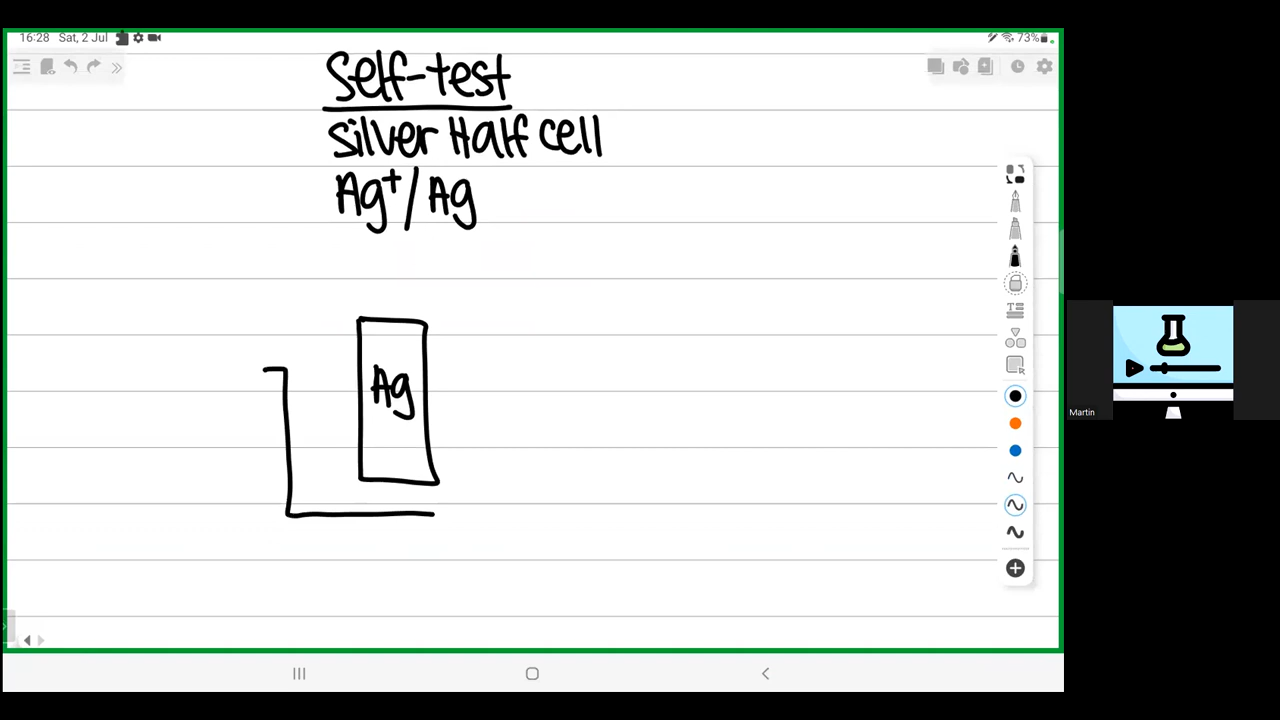 16:28 Sat, 2 Jul
73%
Self-test
Silver Half cell
Ag⁺/Ag
Ag
Martin